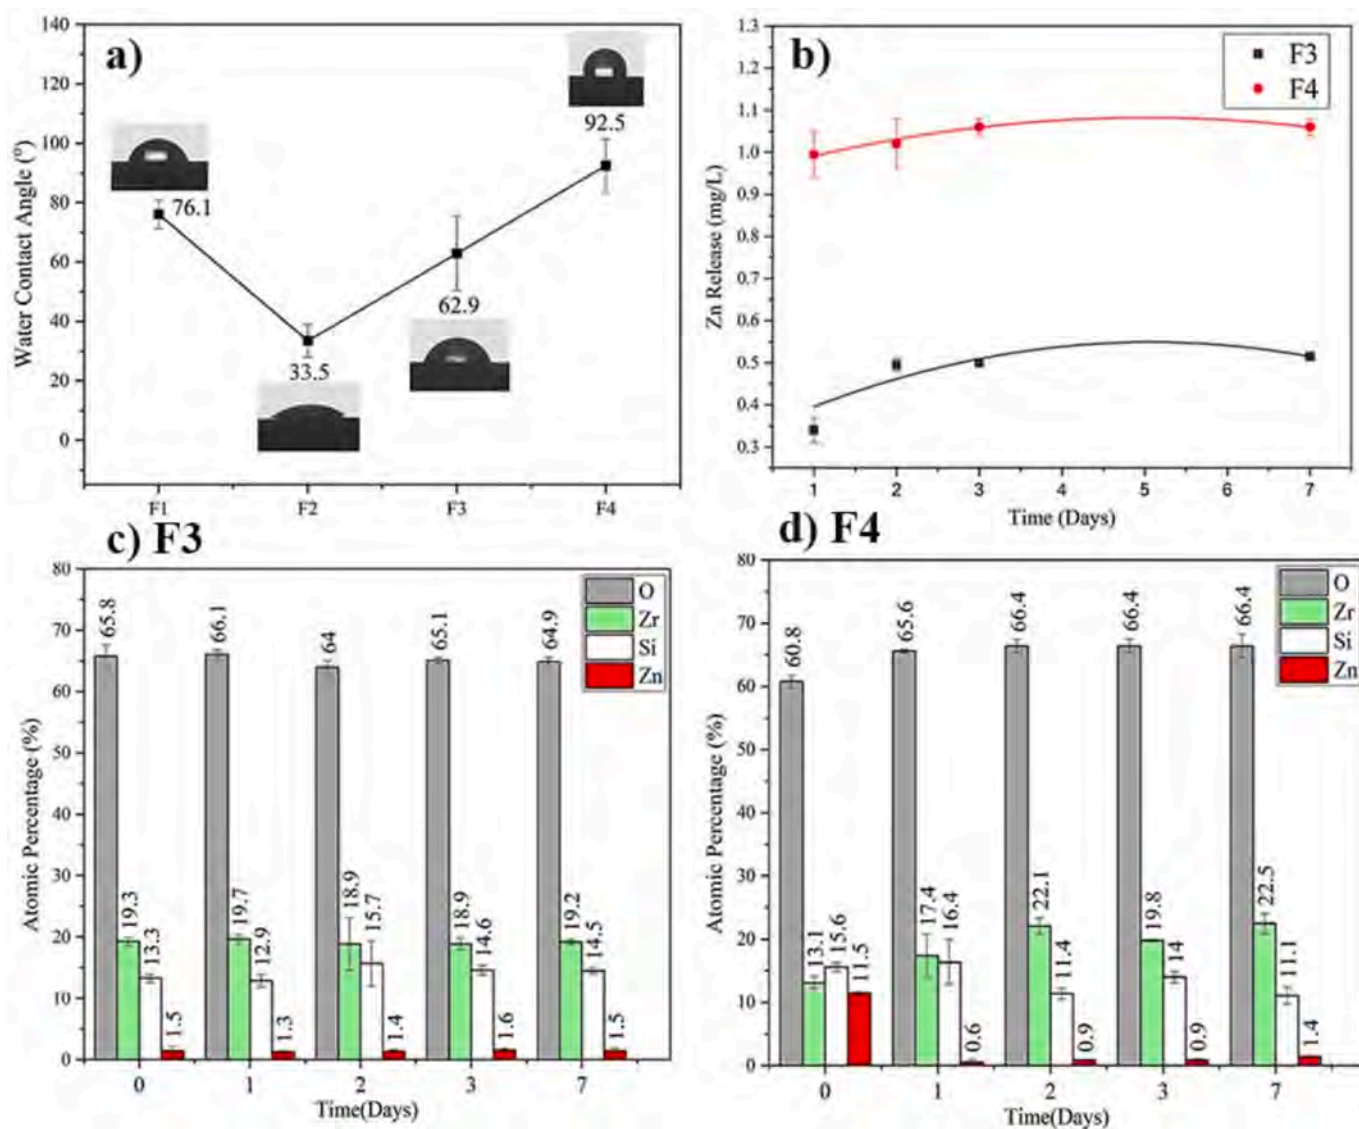 a)
140
120
100
80
60
40
20
0
Water Contact Angle (°)
76.1
33.5
62.9
92.5
F1 F2 F3 F4
b)
F3
F4
1.3
1.2
1.1
1.0
0.9
0.8
0.7
0.6
0.5
0.4
0.3
Zn Release (mg/L)
1 2 3 4 5 6 7
Time (Days)
c) F3
O
Zr
Si
Zn
80
70
60
50
40
30
20
10
0
Atomic Percentage (%)
65.8 19.3 13.3 1.5
66.1 19.7 12.9 1.3
64 18.9 15.7 1.4
65.1 18.9 14.6 1.6
64.9 19.2 14.5 1.5
0 1 2 3 7
Time(Days)
d) F4
O
Zr
Si
Zn
80
70
60
50
40
30
20
10
0
Atomic Percentage (%)
60.8 13.1 15.6 11.5
65.6 17.4 16.4 0.6
66.4 22.1 11.4 0.9
66.4 19.8 14 0.9
66.4 22.5 11.1 1.4
0 1 2 3 7
Time(Days)